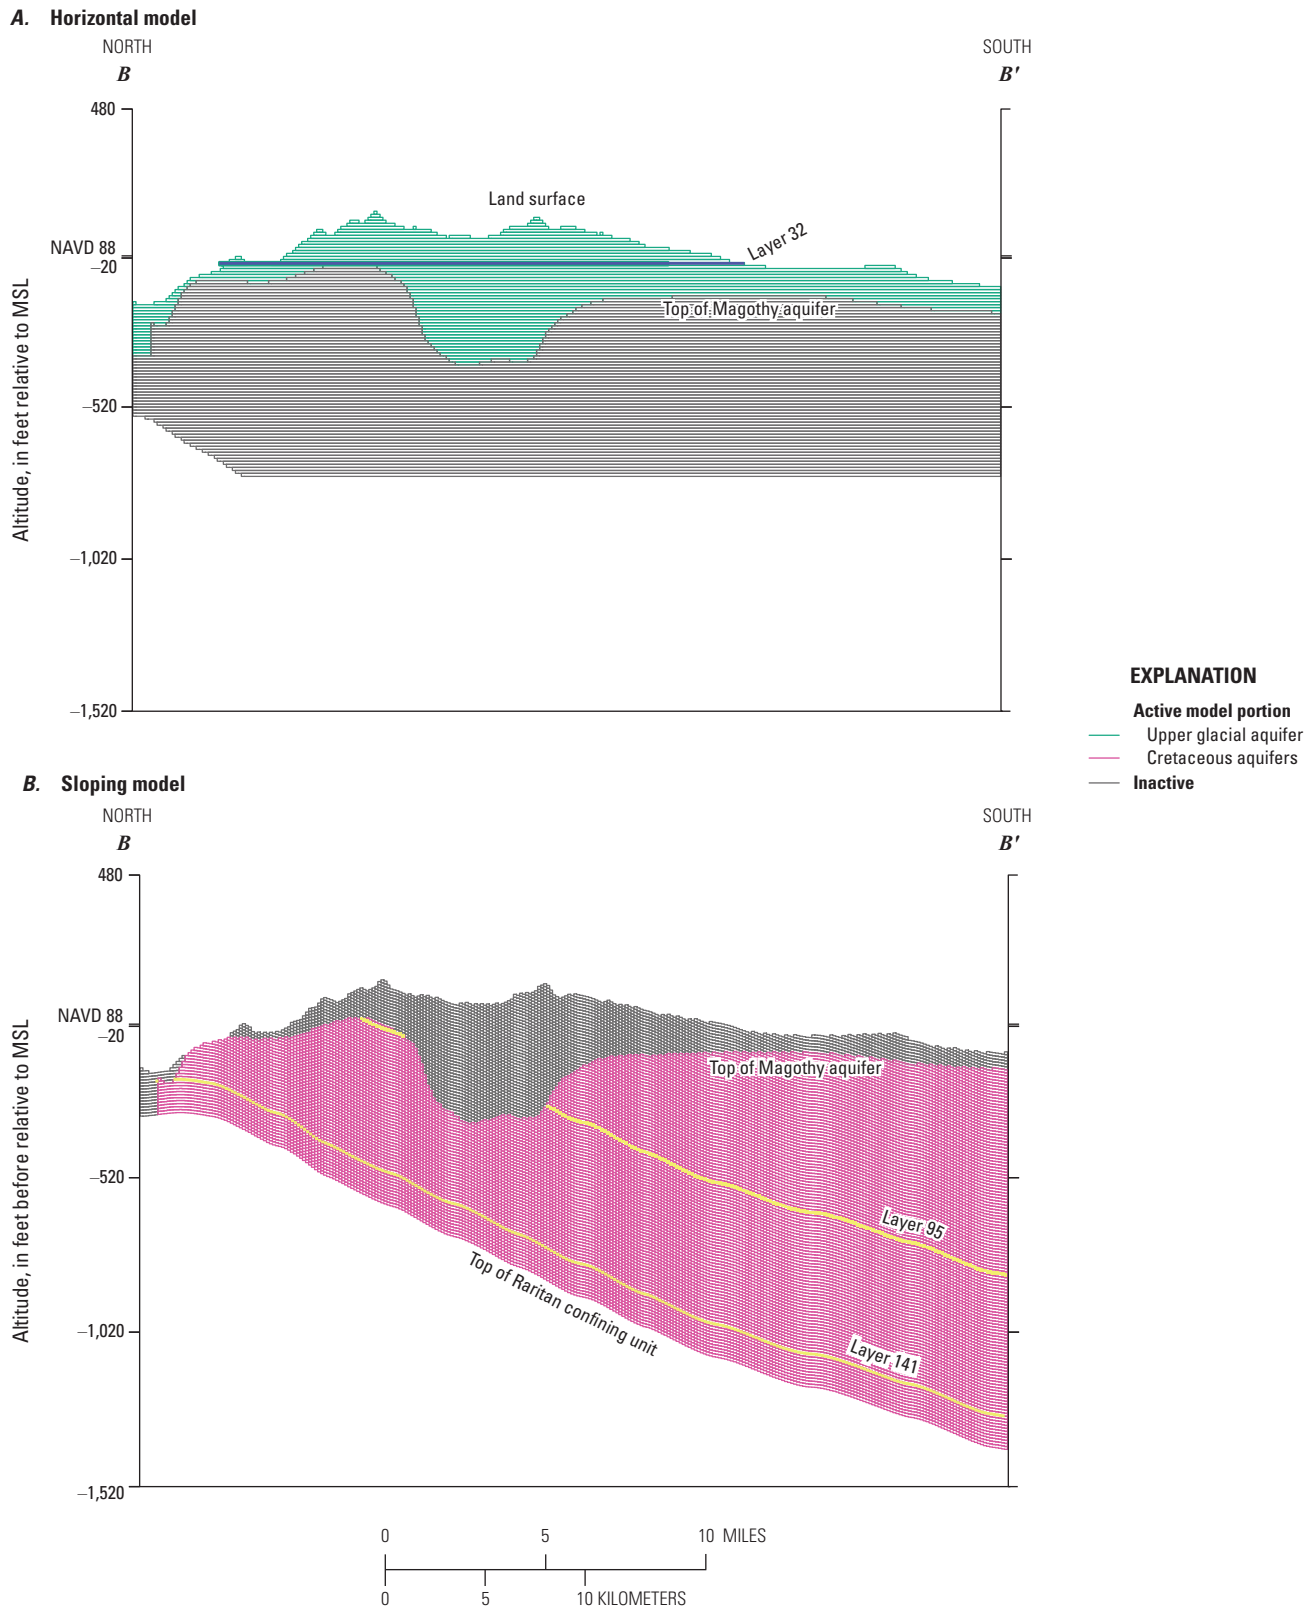 A. Horizontal model
NORTH
SOUTH
B
B′
480
Land surface
NAVD 88
Layer 32
−20
Top of Magothy aquifer
−520
−1,020
−1,520
Altitude, in feet relative to MSL
EXPLANATION
Active model portion
Upper glacial aquifer
Cretaceous aquifers
Inactive
B. Sloping model
NORTH
SOUTH
B
B′
480
NAVD 88
−20
Top of Magothy aquifer
−520
Layer 95
Top of Raritan confining unit
−1,020
Layer 141
−1,520
Altitude, in feet before relative to MSL
0 5 10 MILES
0 5 10 KILOMETERS